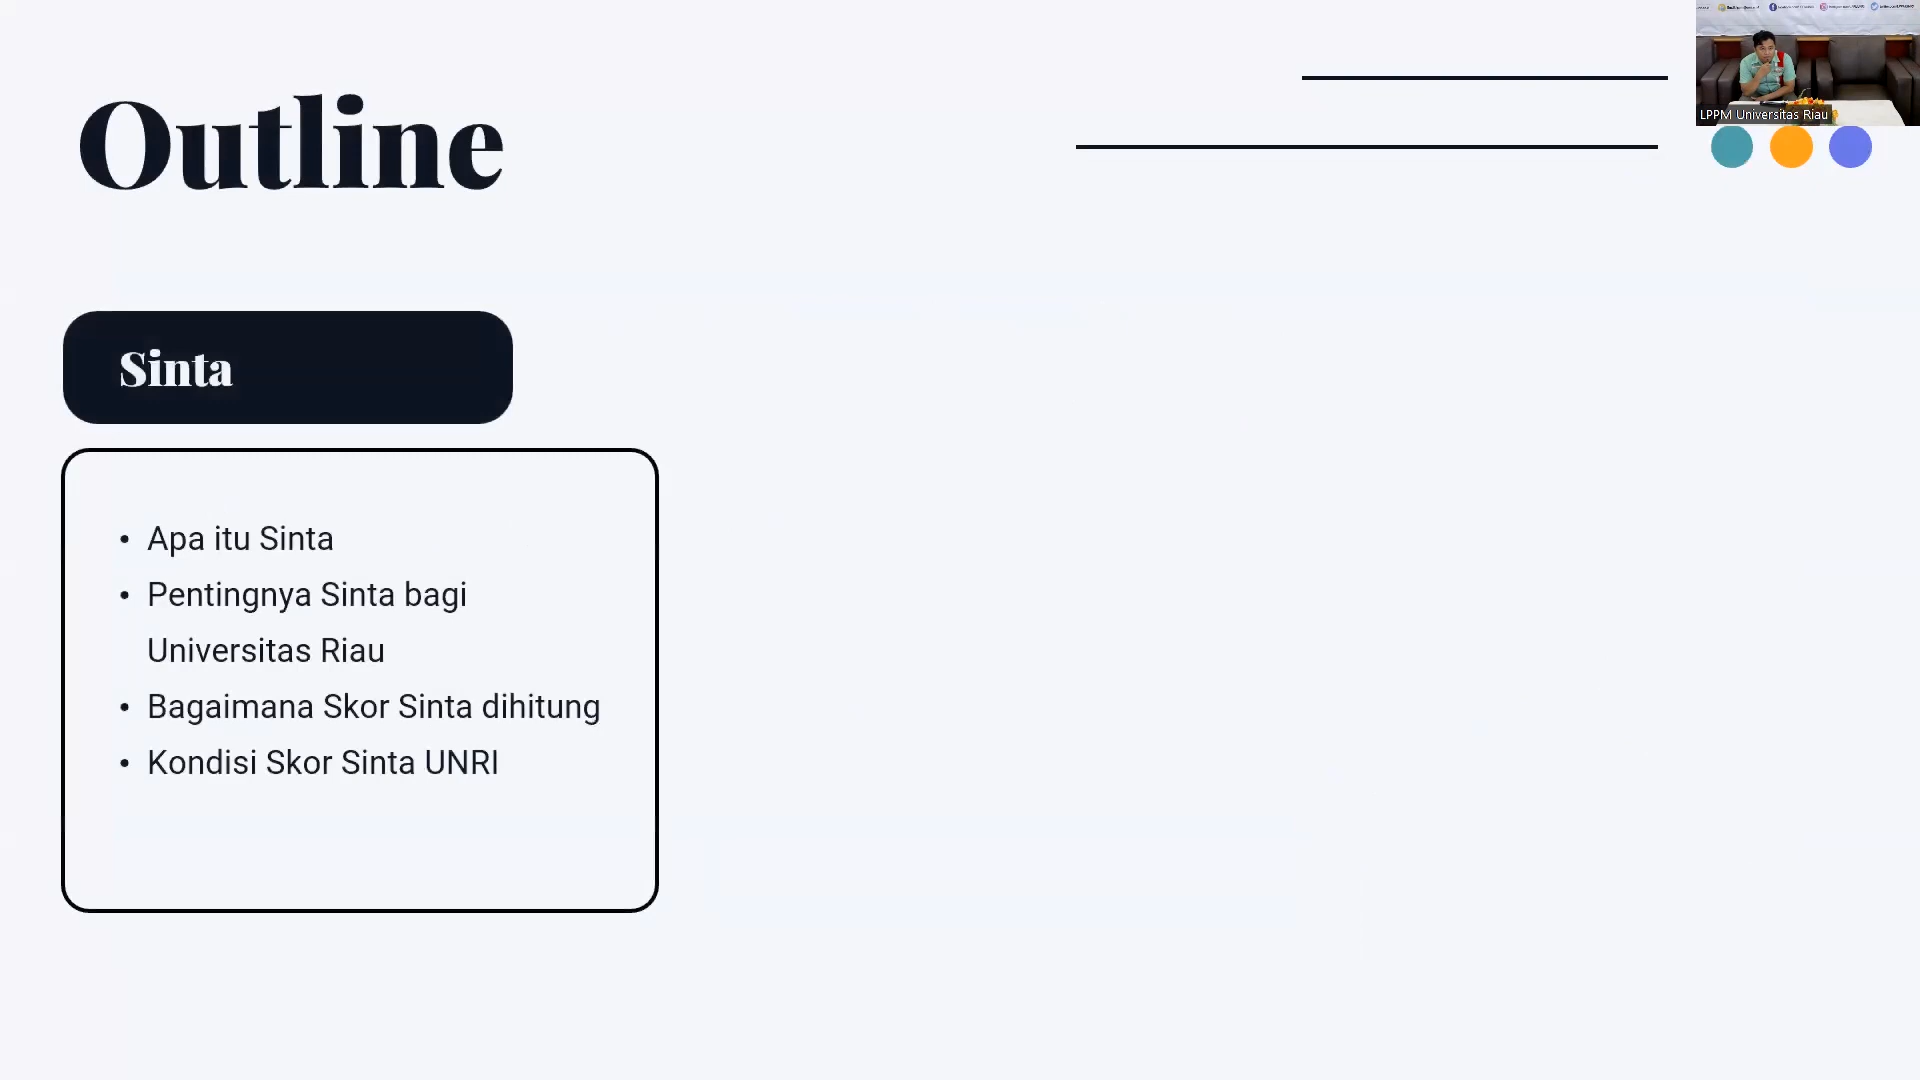 Outline
LPPM Universitas Riau
Sinta
• Apa itu Sinta
• Pentingnya Sinta bagi
Universitas Riau
• Bagaimana Skor Sinta dihitung
• Kondisi Skor Sinta UNRI